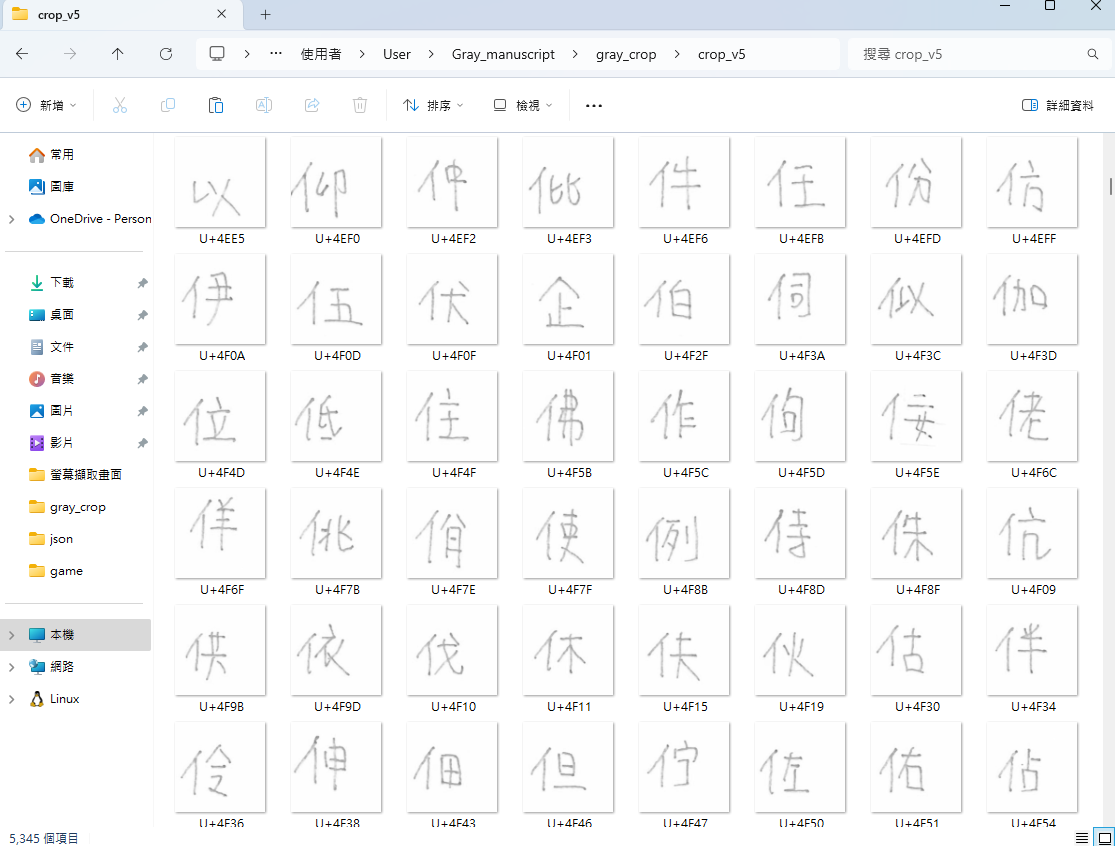 crop_v5
使用者 User Gray_manuscript gray_crop crop_v5
搜尋 crop_v5
新增 排序 檢視 詳細資料
常用
圖庫
OneDrive - Person
下載
桌面
文件
音樂
圖片
影片
螢幕擷取畫面
gray_crop
json
game
本機
網路
Linux
以 仰 仲 仳 件 任 份 仿
U+4EE5 U+4EF0 U+4EF2 U+4EF3 U+4EF6 U+4EFB U+4EFD U+4EFF
伊 伍 伏 企 伯 伺 似 伽
U+4F0A U+4F0D U+4F0F U+4F01 U+4F2F U+4F3A U+4F3C U+4F3D
位 低 住 佛 作 佝 佞 佬
U+4F4D U+4F4E U+4F4F U+4F5B U+4F5C U+4F5D U+4F5E U+4F6C
佯 佻 佾 使 例 侍 侏 伉
U+4F6F U+4F7B U+4F7E U+4F7F U+4F8B U+4F8D U+4F8F U+4F09
供 依 伐 休 伕 伙 估 伴
U+4F9B U+4F9D U+4F10 U+4F11 U+4F15 U+4F19 U+4F30 U+4F34
伶 伸 佃 但 佇 佐 佑 佔
U+4F36 U+4F38 U+4F43 U+4F46 U+4F47 U+4F50 U+4F51 U+4F54
5,345 個項目